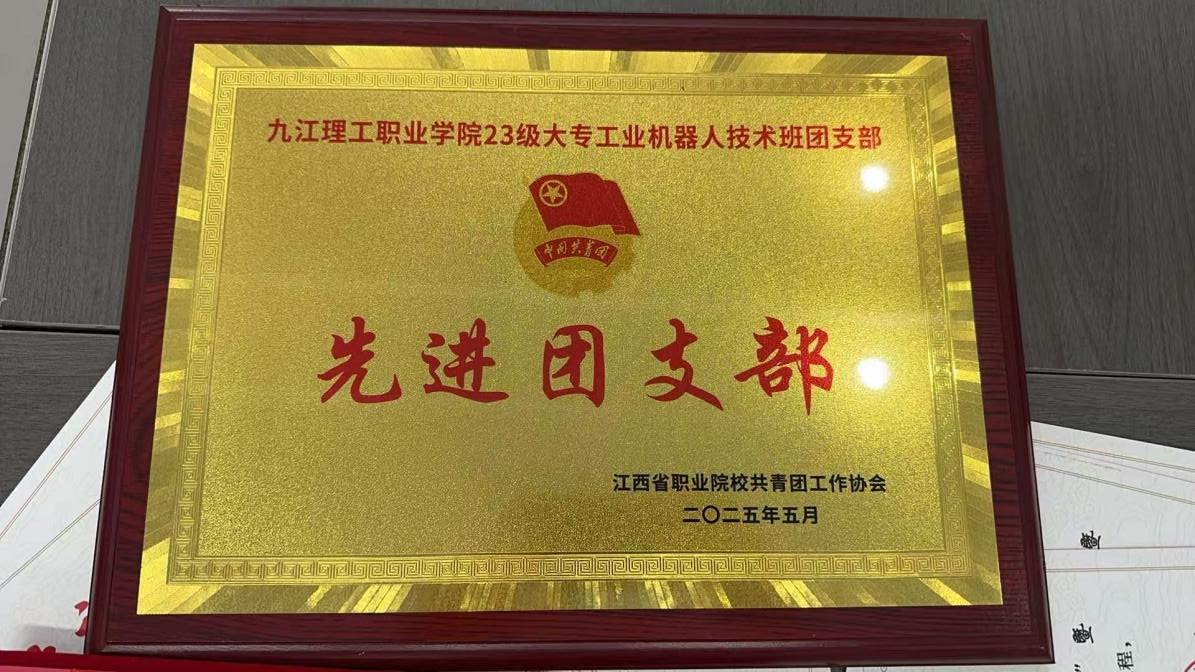 九江理工职业学院23级大专工业机器人技术班团支部
中国共青团
先进团支部
江西省职业院校共青团工作协会
二〇二五年五月
程，